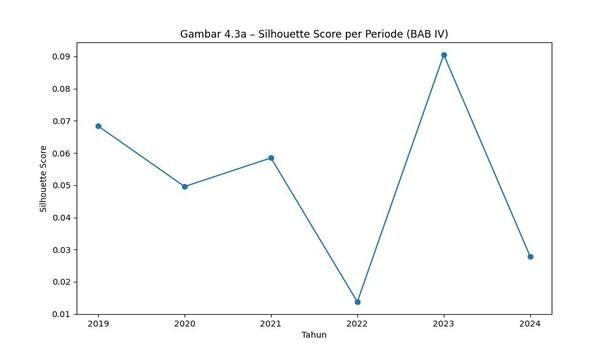 Gambar 4.3a – Silhouette Score per Periode (BAB IV)
0.09
0.08
0.07
0.06
0.05
0.04
0.03
0.02
0.01
Silhouette Score
2019 2020 2021 2022 2023 2024
Tahun